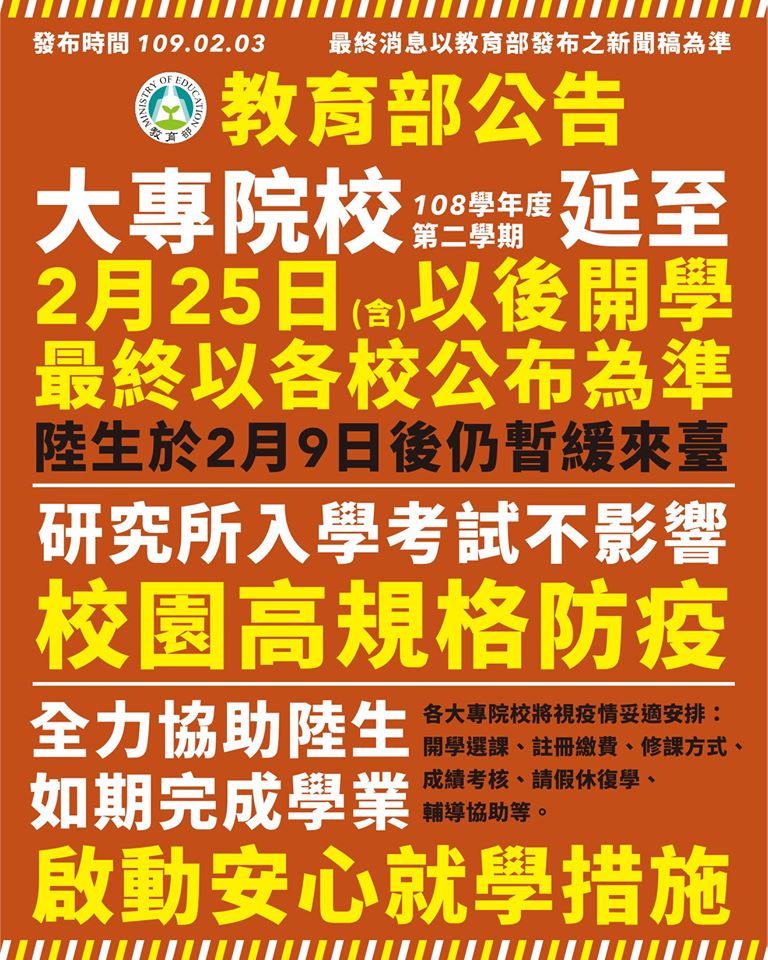 發布時間 109.02.03
最終消息以教育部發布之新聞稿為準
MINISTRY OF EDUCATION
教育部
教育部公告
大專院校 108學年度 第二學期 延至
2月25日(含)以後開學
最終以各校公布為準
陸生於2月9日後仍暫緩來臺
研究所入學考試不影響
校園高規格防疫
全力協助陸生
如期完成學業
各大專院校將視疫情妥適安排：
開學選課、註冊繳費、修課方式、
成績考核、請假休復學、
輔導協助等。
啟動安心就學措施